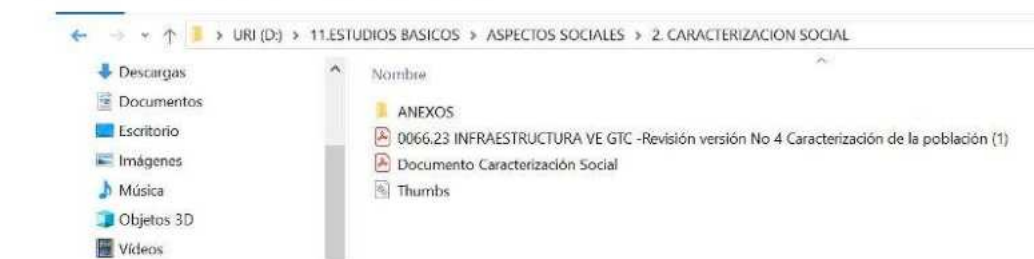 URI (D:) > 11.ESTUDIOS BASICOS > ASPECTOS SOCIALES > 2. CARACTERIZACION SOCIAL
Descargas
Documentos
Escritorio
Imágenes
Música
Objetos 3D
Vídeos
Nombre
ANEXOS
0066.23 INFRAESTRUCTURA VE GTC -Revisión versión No 4 Caracterización de la población (1)
Documento Caracterización Social
Thumbs